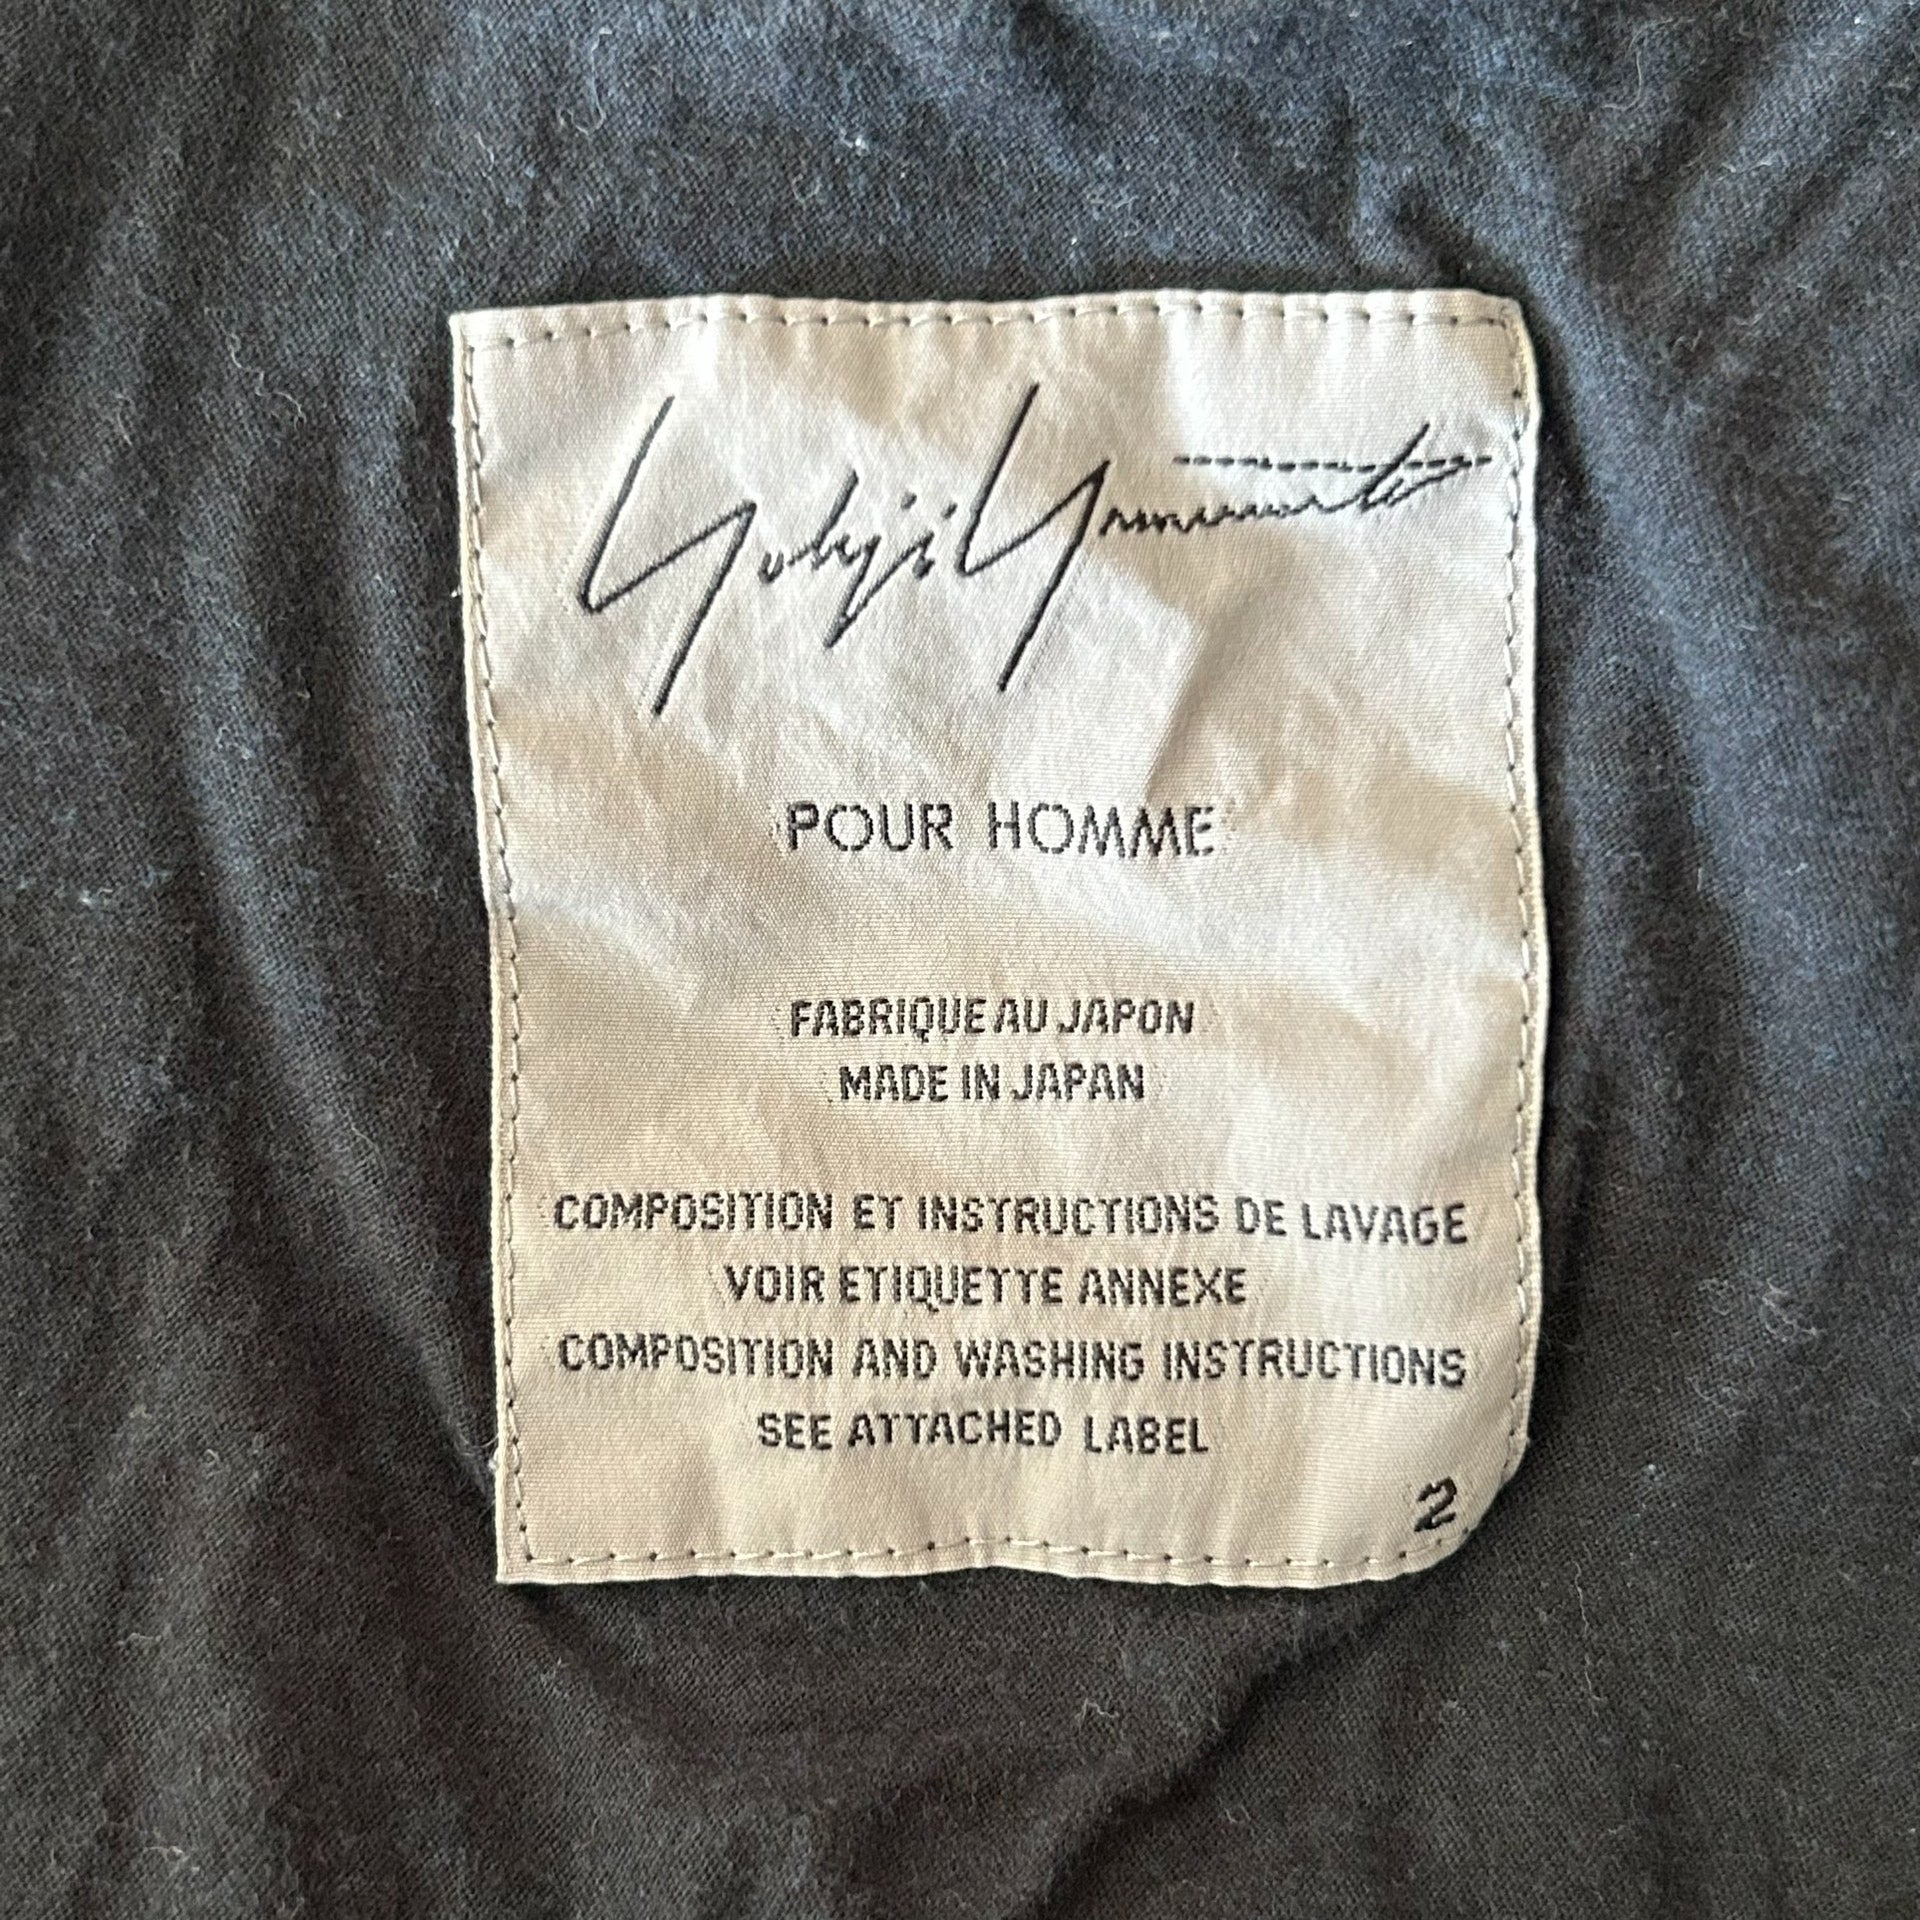 Yohji Yamamoto
POUR HOMME
FABRIQUE AU JAPON
MADE IN JAPAN
COMPOSITION ET INSTRUCTIONS DE LAVAGE
VOIR ETIQUETTE ANNEXE
COMPOSITION AND WASHING INSTRUCTIONS
SEE ATTACHED LABEL
2